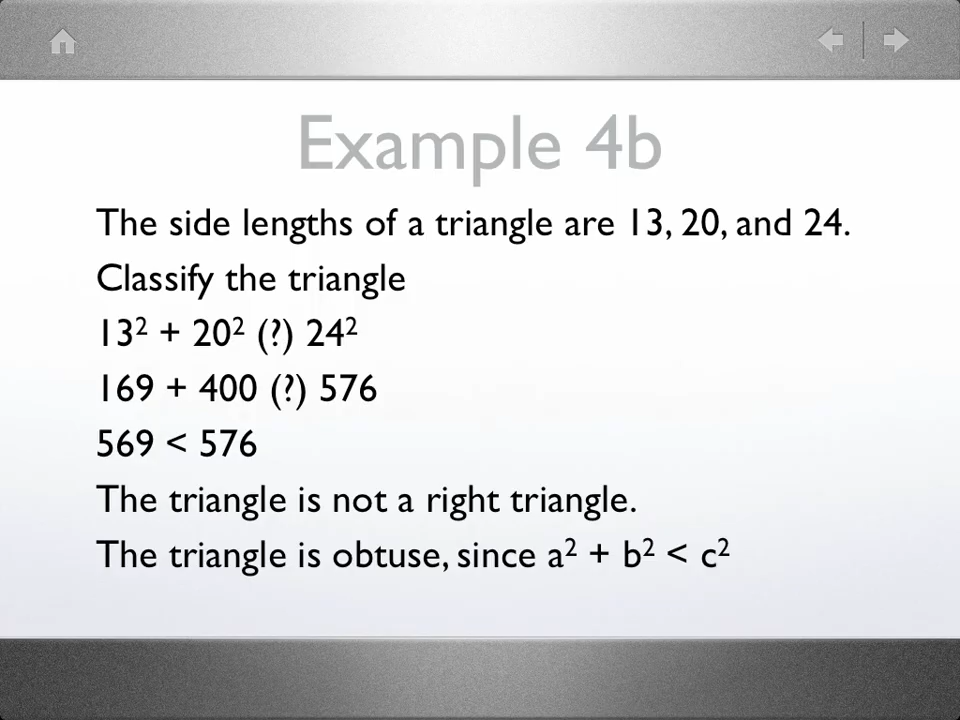 Example 4b
The side lengths of a triangle are 13, 20, and 24.
Classify the triangle
13² + 20² (?) 24²
169 + 400 (?) 576
569 < 576
The triangle is not a right triangle.
The triangle is obtuse, since a² + b² < c²